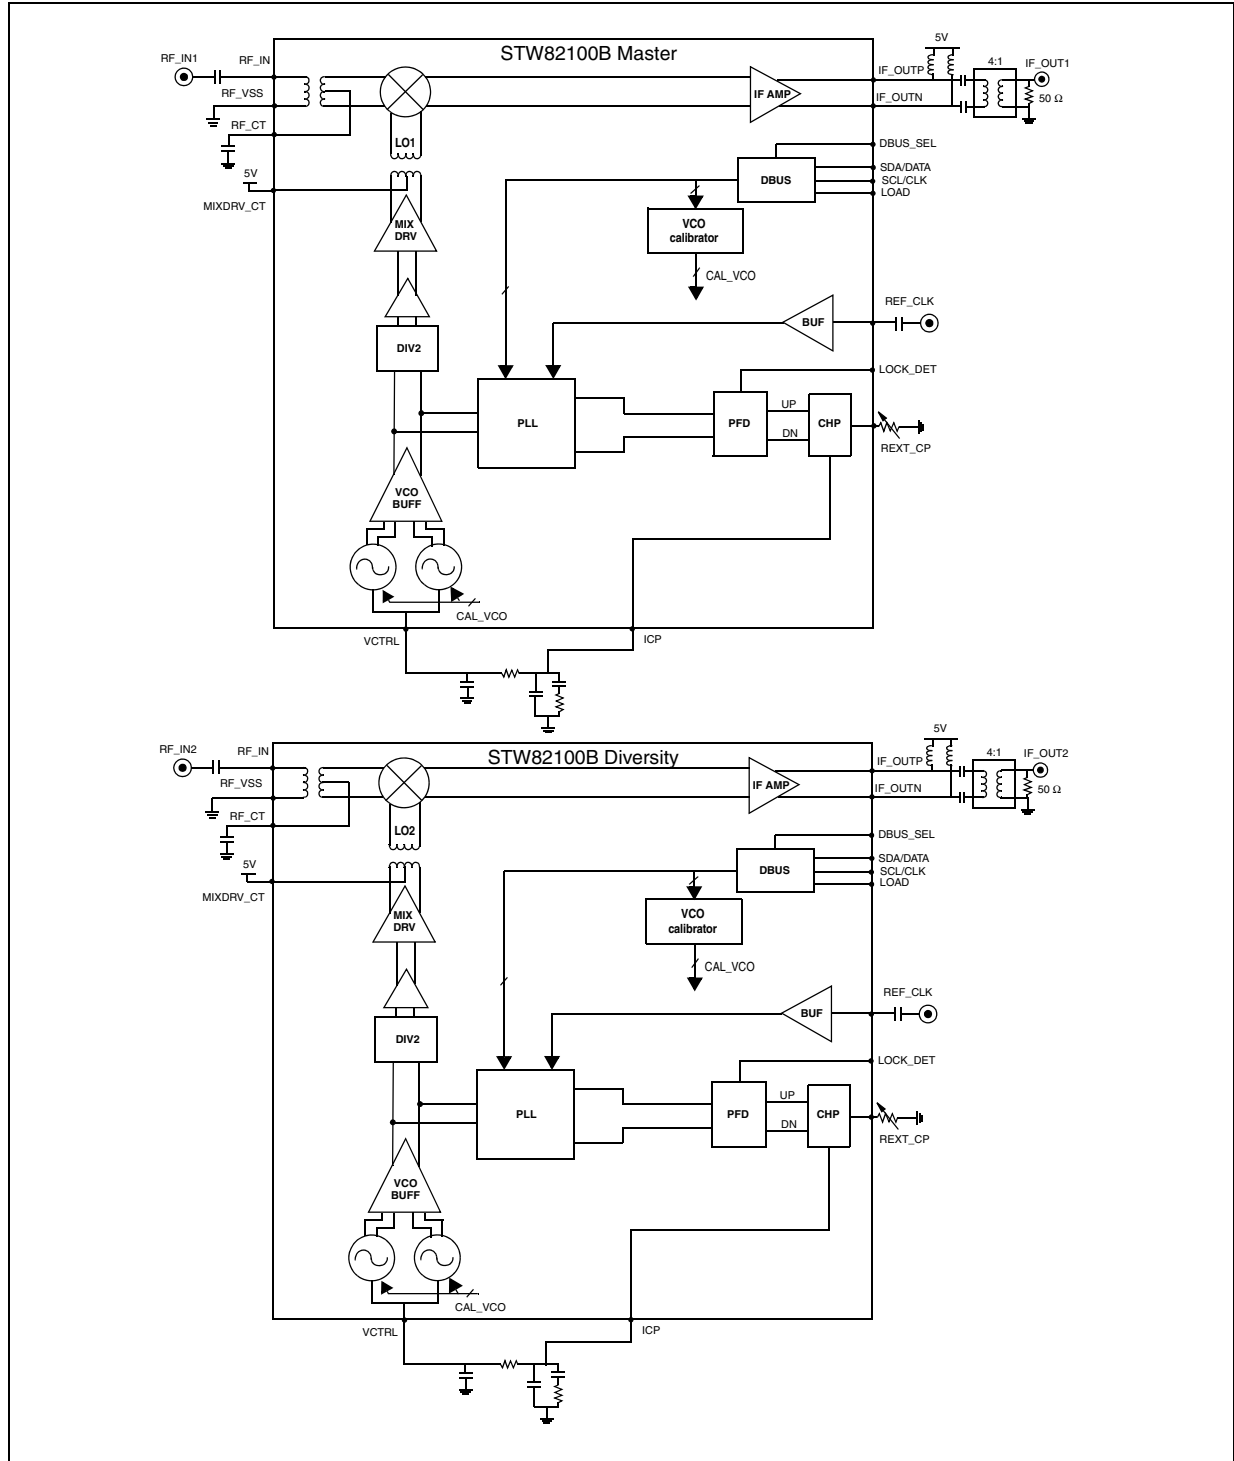 STW82100B Master
RF_IN1
RF_IN
RF_VSS
RF_CT
5V
MIXDRV_CT
LO1
MIX
DRV
DIV2
VCO
BUFF
CAL_VCO
VCTRL
ICP
IF AMP
5V
4:1
IF_OUT1
IF_OUTP
IF_OUTN
50 Ω
DBUS_SEL
DBUS
SDA/DATA
SCL/CLK
LOAD
VCO
calibrator
CAL_VCO
REF_CLK
BUF
LOCK_DET
PLL
PFD
UP
DN
CHP
REXT_CP
STW82100B Diversity
RF_IN2
RF_IN
RF_VSS
RF_CT
5V
MIXDRV_CT
LO2
MIX
DRV
DIV2
VCO
BUFF
CAL_VCO
VCTRL
ICP
IF AMP
5V
4:1
IF_OUT2
IF_OUTP
IF_OUTN
50 Ω
DBUS_SEL
DBUS
SDA/DATA
SCL/CLK
LOAD
VCO
calibrator
CAL_VCO
REF_CLK
BUF
LOCK_DET
PLL
PFD
UP
DN
CHP
REXT_CP